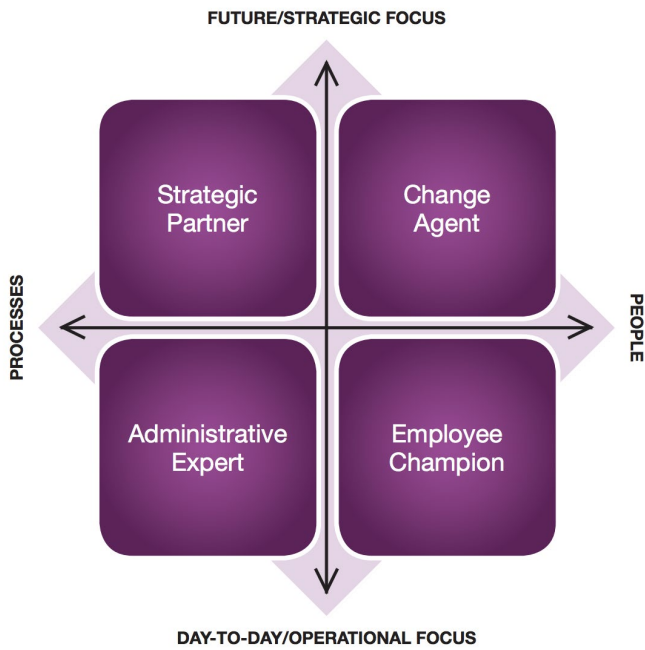 FUTURE/STRATEGIC FOCUS
Strategic
Partner
Change
Agent
PROCESSES
PEOPLE
Administrative
Expert
Employee
Champion
DAY-TO-DAY/OPERATIONAL FOCUS